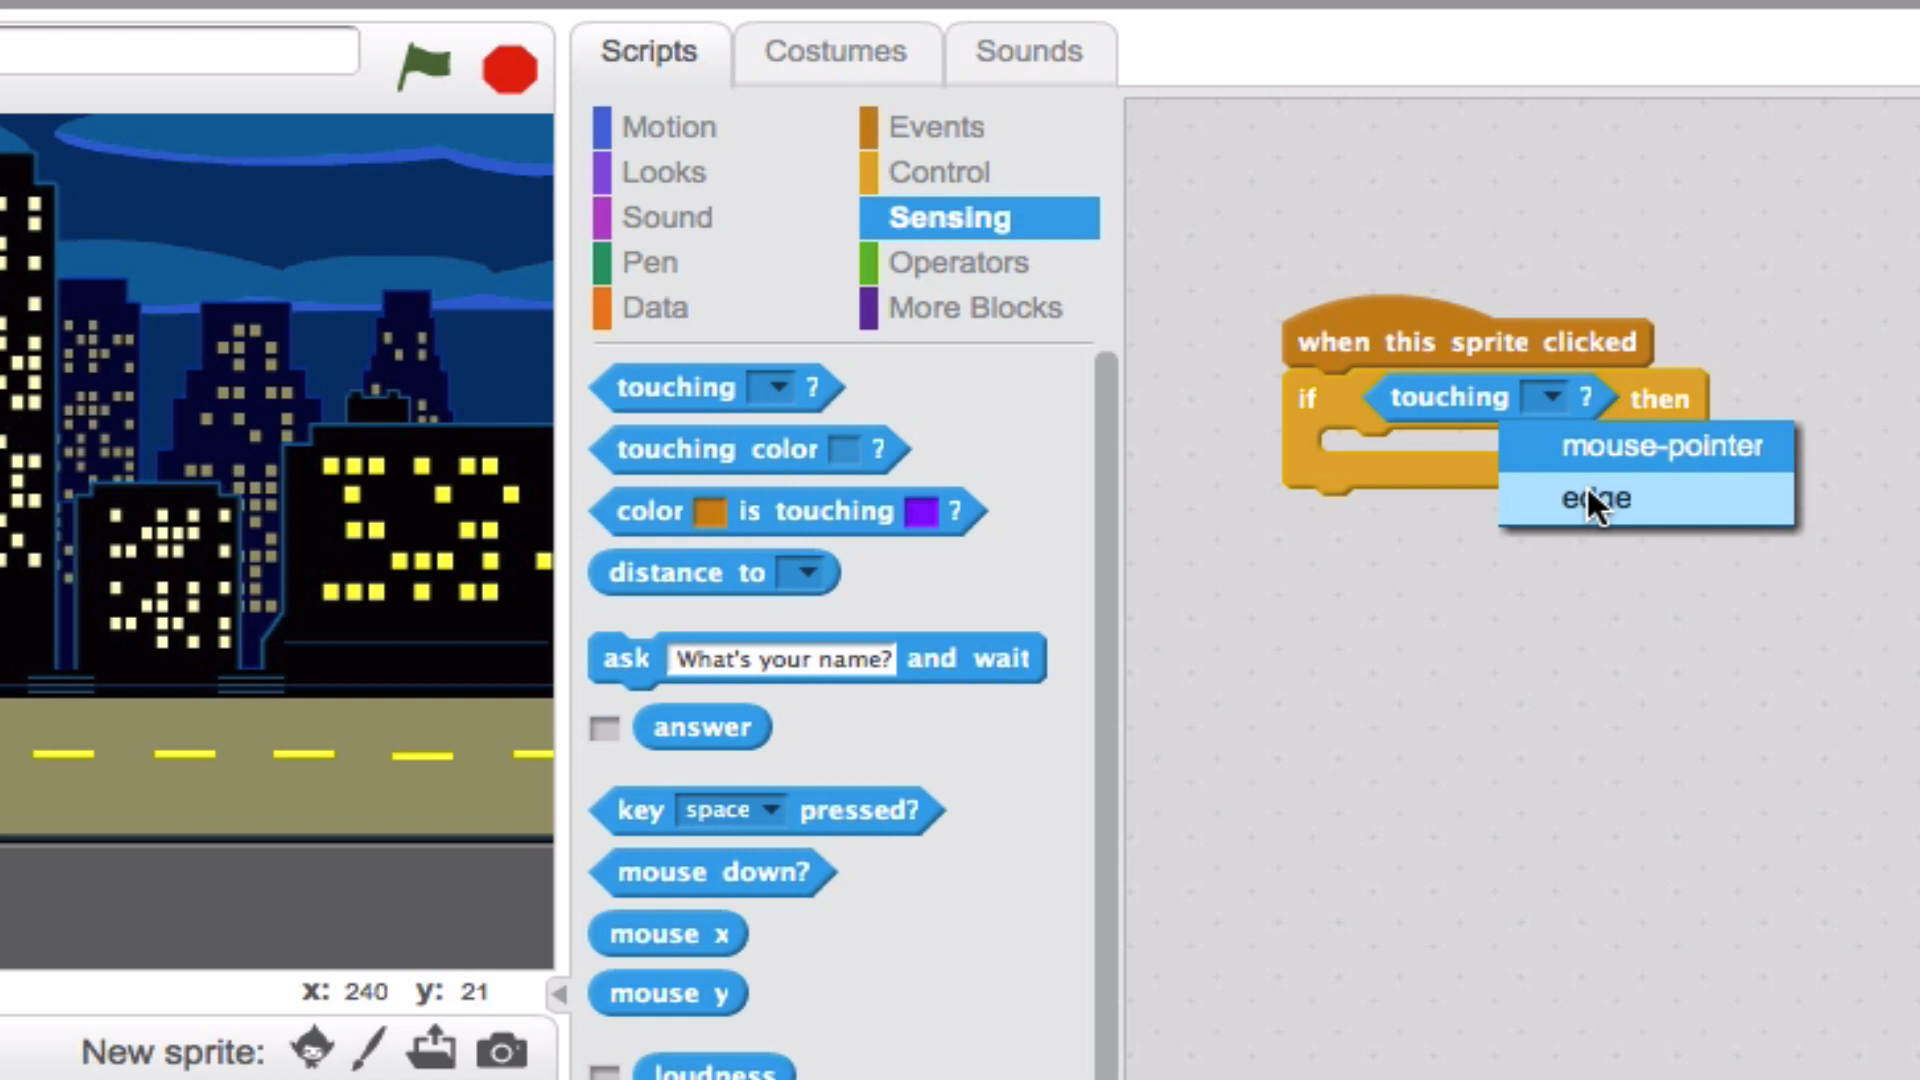 Scripts
Costumes
Sounds
Motion
Events
Looks
Control
Sound
Sensing
Pen
Operators
Data
More Blocks
touching ?
touching color ?
color is touching ?
distance to
ask What's your name? and wait
answer
key space pressed?
mouse down?
mouse x
mouse y
loudness
when this sprite clicked
if touching ? then
mouse-pointer
edge
x: 240 y: 21
New sprite: